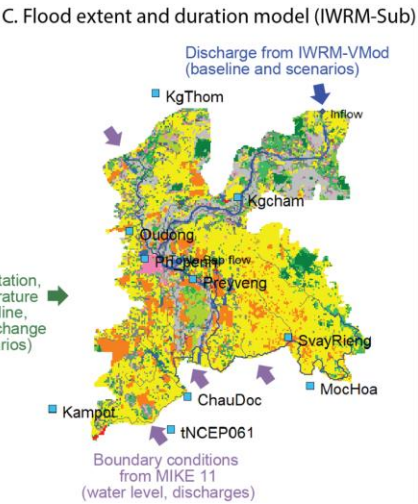 C. Flood extent and duration model (IWRM-Sub)
Discharge from IWRM-VMod
(baseline and scenarios)
KgThom
Inflow
Kgcham
Oudong
flow
Preyveng
tation,
rature
line,
change
rios)
SvayRieng
MocHoa
ChauDoc
Kampot
tNCEP061
Boundary conditions
from MIKE 11
(water level, discharges)